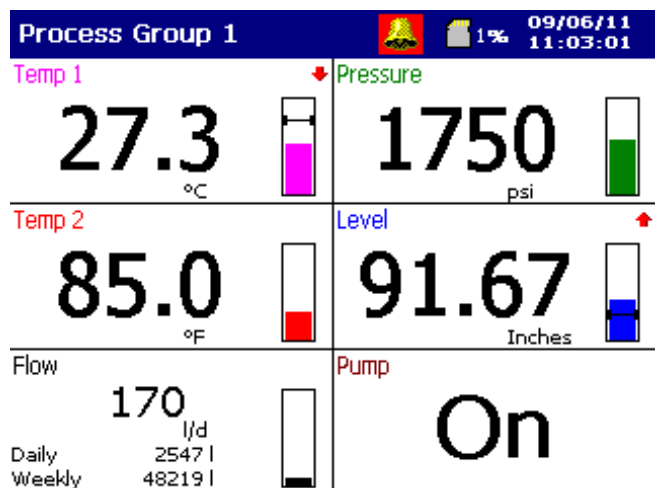 Process Group 1
1%
09/06/11
11:03:01
Temp 1
27.3
°C
Pressure
1750
psi
Temp 2
85.0
°F
Level
91.67
Inches
Flow
170
l/d
Daily 2547 l
Weekly 48219 l
Pump
On